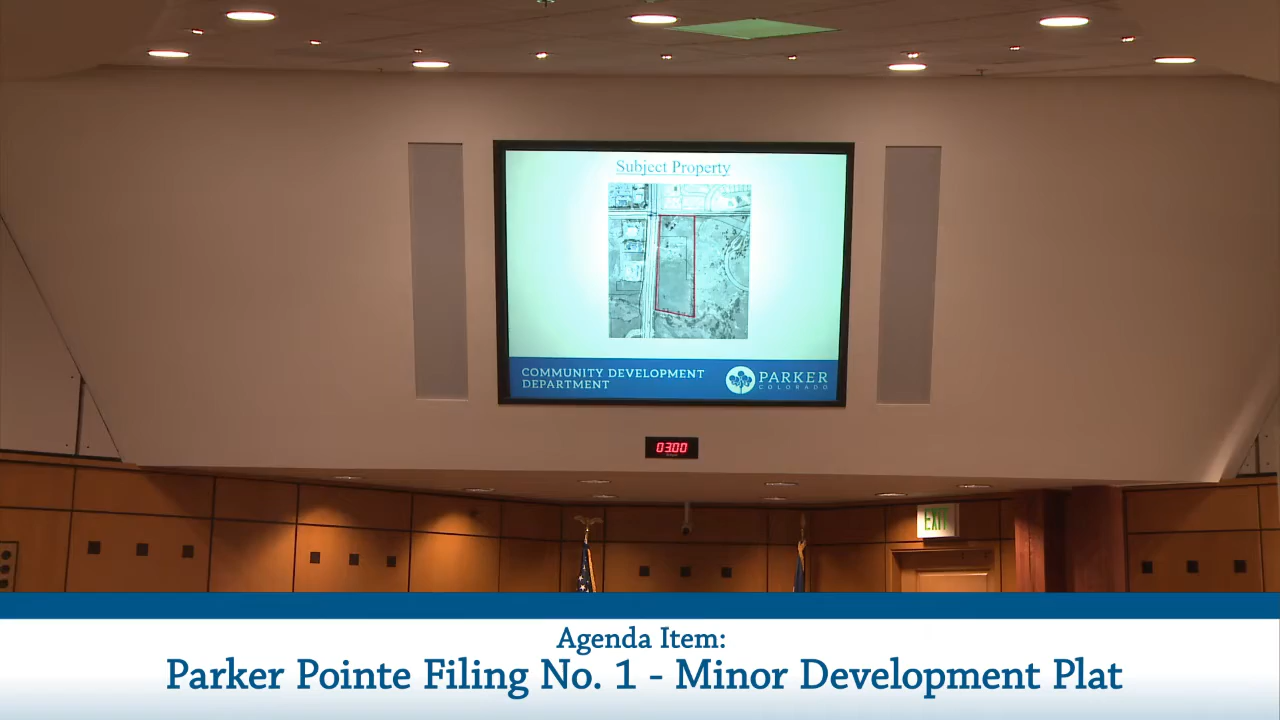 Subject Property
COMMUNITY DEVELOPMENT
DEPARTMENT
PARKER
COLORADO
03:00
EXIT
Agenda Item:
Parker Pointe Filing No. 1 - Minor Development Plat